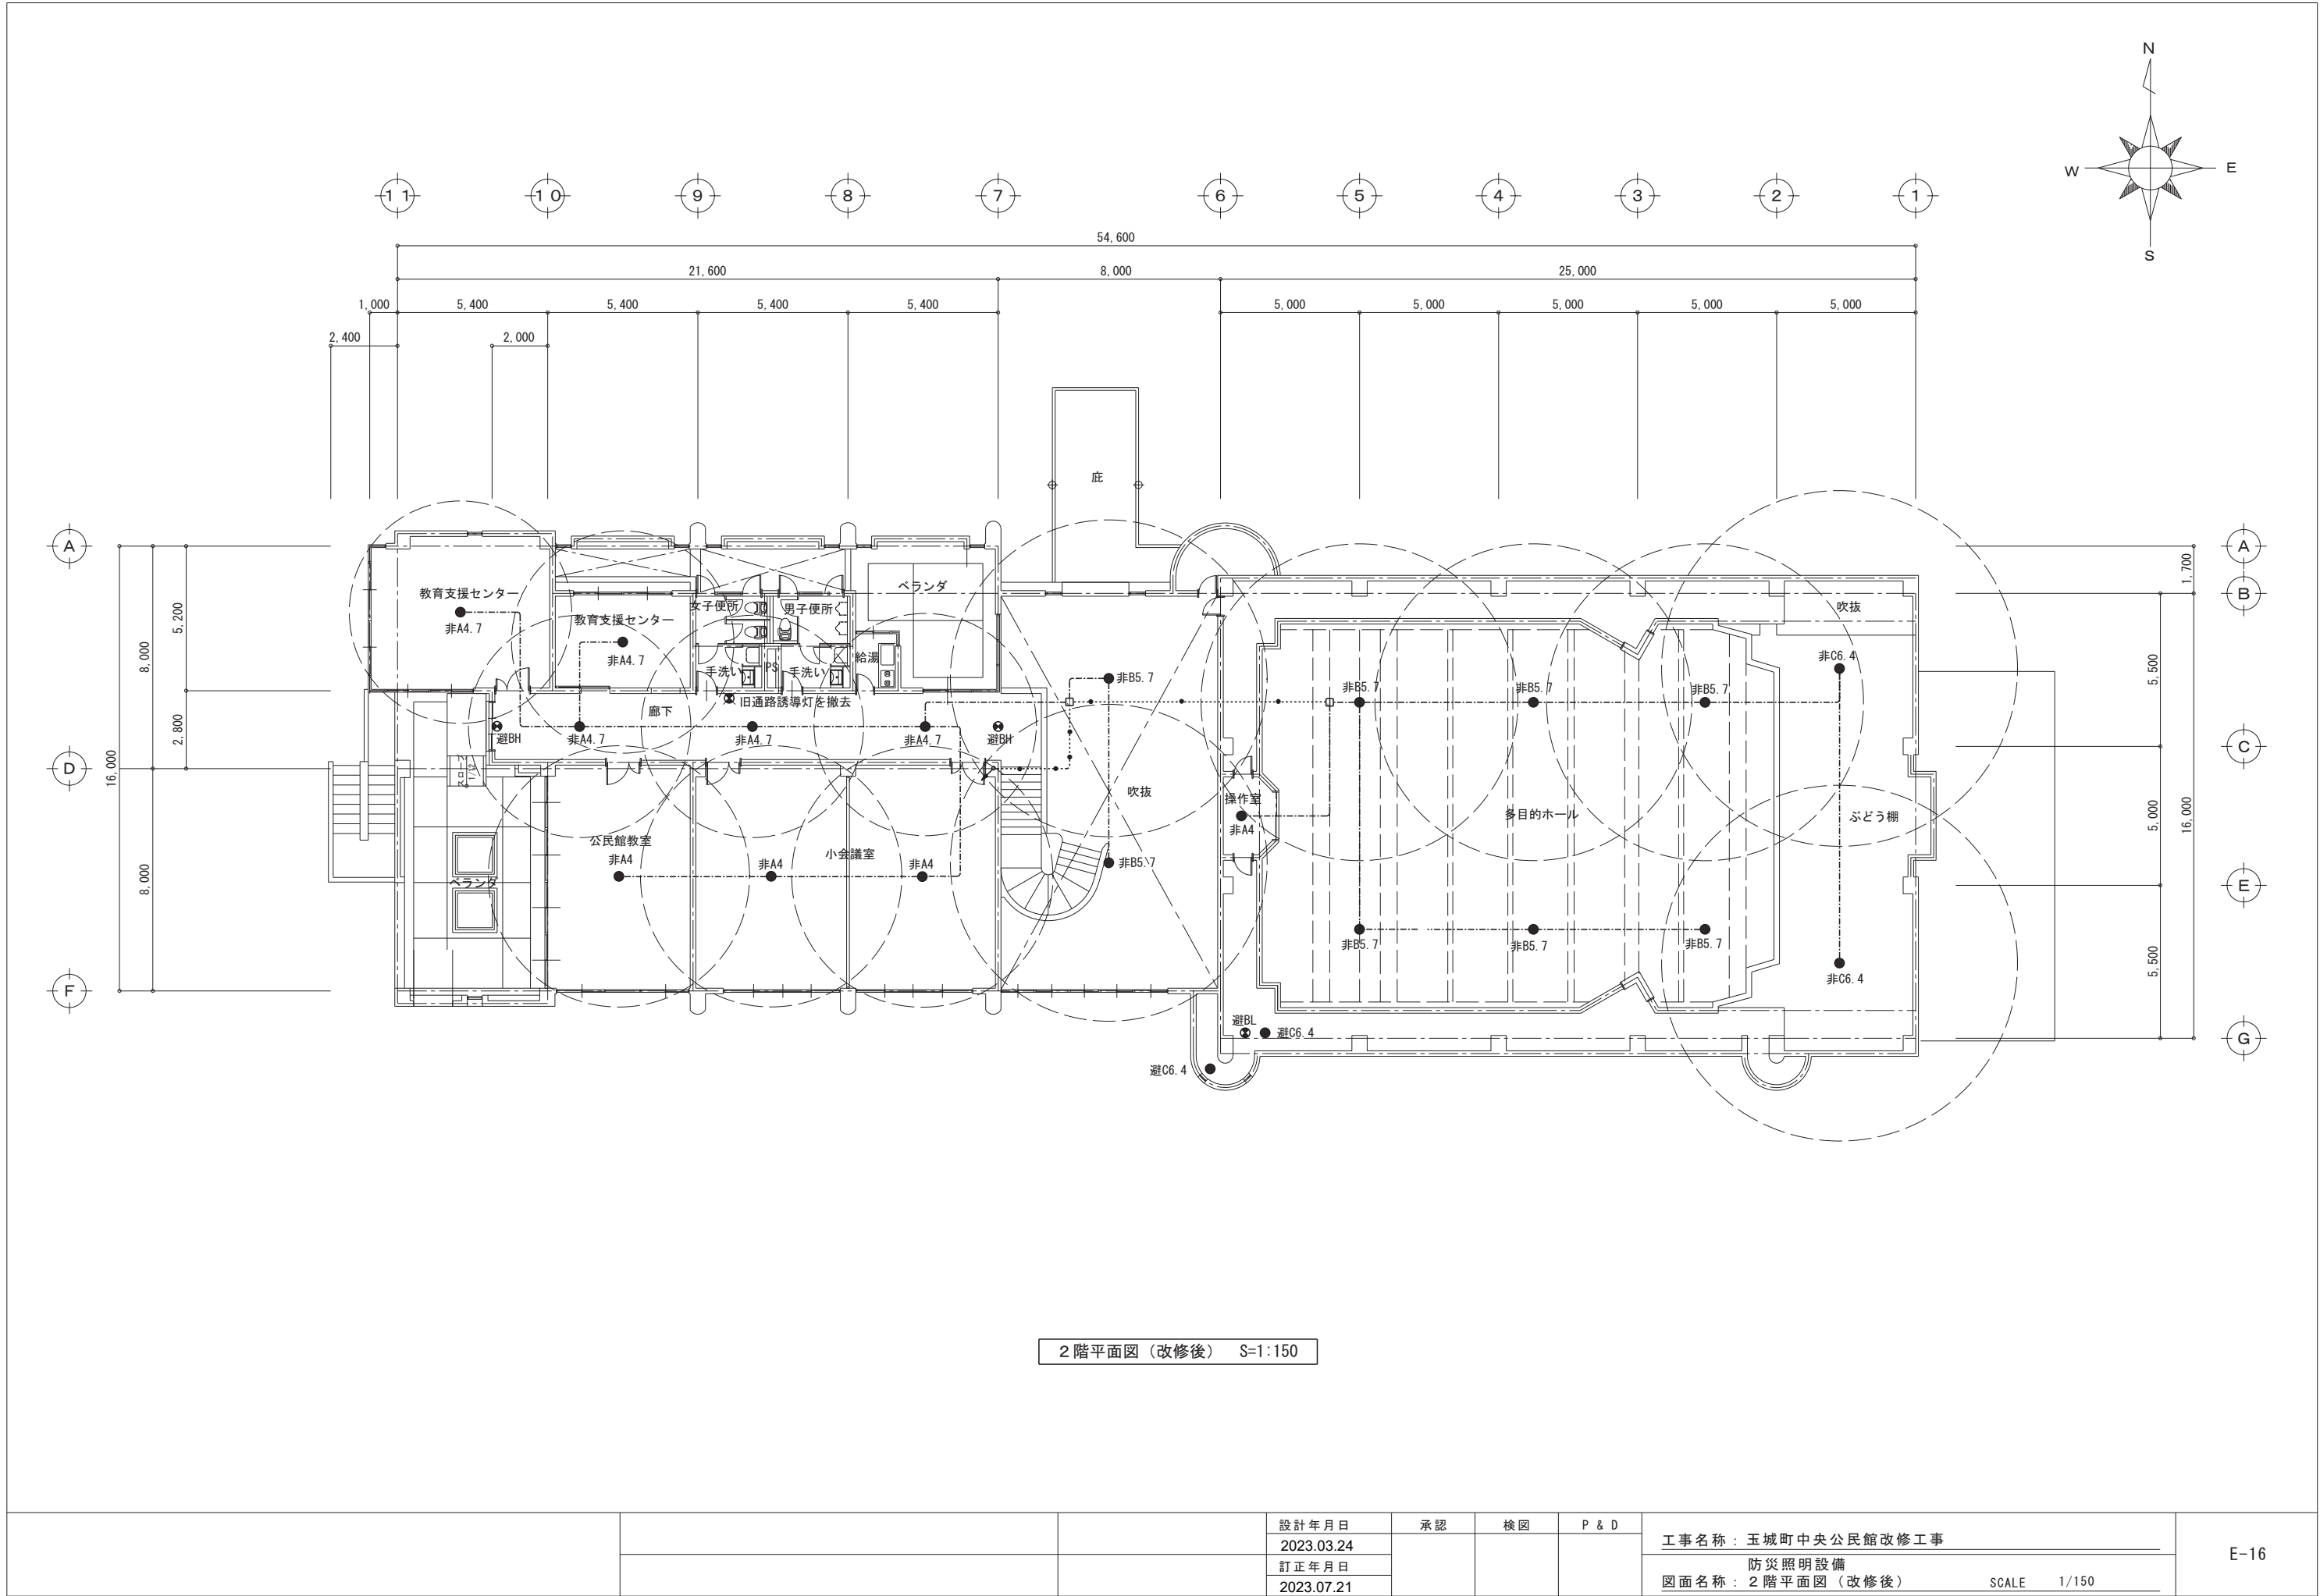 N
W E
S
11 10 9 8 7 6 5 4 3 2 1
54,600
21,600 8,000 25,000
1,000 5,400 5,400 5,400 5,400 5,000 5,000 5,000 5,000 5,000
2,400 2,000
庇
A A
1,700
B
ベランダ
教育支援センター
非A4.7
女子便所 男子便所
吹抜
5,200
教育支援センター
非A4.7
8,000
手洗い PS 手洗い 給湯
非C6.4
5,500
非B5.7
非B5.7 非B5.7 非B5.7
旧通路誘導灯を撤去
廊下
2,800
避BH 非A4.7 非A4.7 非A4.7 避BH
C
D
16,000
スロープ
1/12
吹抜
操作室
非A4
多目的ホール
ぶどう棚
5,000
16,000
公民館教室
非A4
小会議室
非A4 非A4
非B5.7
ベランダ
8,000
E
非B5.7 非B5.7 非B5.7
非C6.4
5,500
F
避BL 避C6.4
G
避C6.4
２階平面図（改修後） S=1:150
設計年月日 承認 検図 P & D
2023.03.24
訂正年月日
2023.07.21
工事名称：玉城町中央公民館改修工事
防災照明設備
図面名称：２階平面図（改修後） SCALE 1/150
E-16